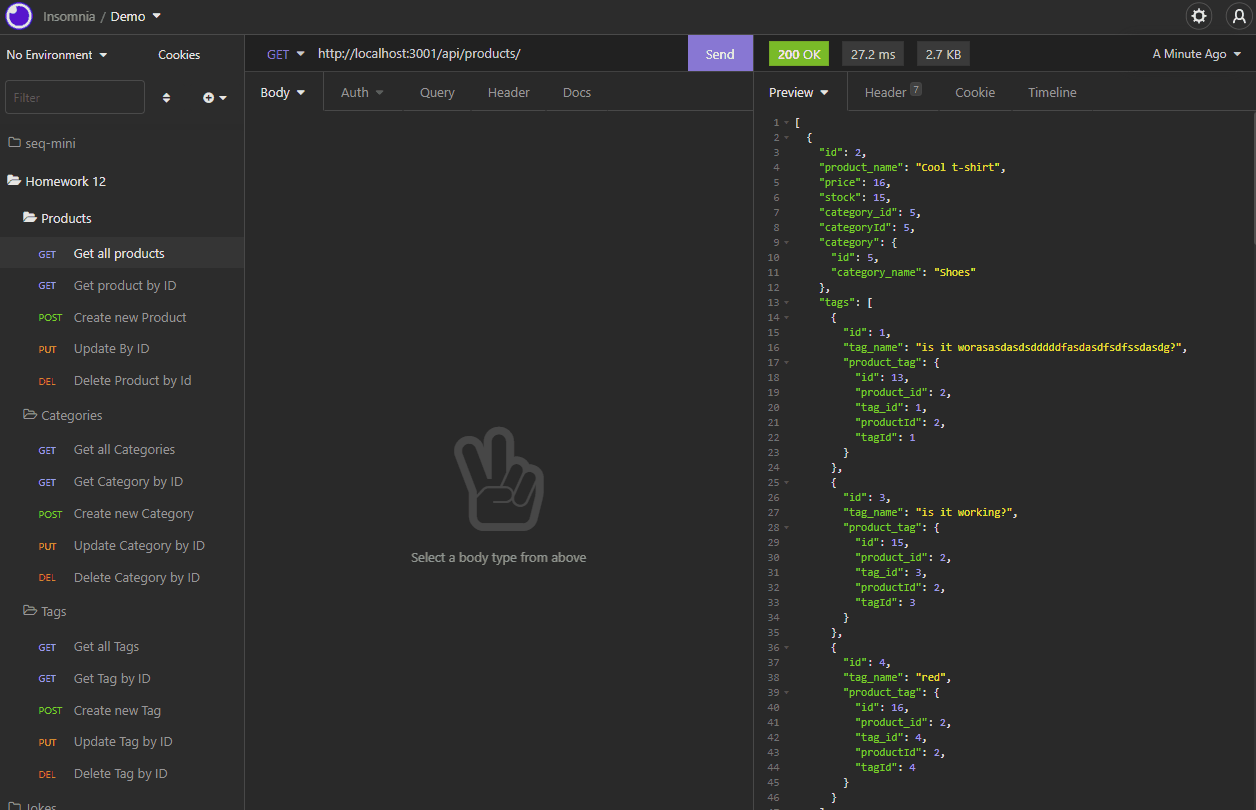 Insomnia / Demo
No Environment
Cookies
Filter
seq-mini
Homework 12
Products
GET Get all products
GET Get product by ID
POST Create new Product
PUT Update By ID
DEL Delete Product by Id
Categories
GET Get all Categories
GET Get Category by ID
POST Create new Category
PUT Update Category by ID
DEL Delete Category by ID
Tags
GET Get all Tags
GET Get Tag by ID
POST Create new Tag
PUT Update Tag by ID
DEL Delete Tag by ID
Jokes
GET http://localhost:3001/api/products/ Send
Body Auth Query Header Docs
Select a body type from above
200 OK 27.2 ms 2.7 KB A Minute Ago
Preview Header 7 Cookie Timeline
1 [
2 {
3 "id": 2,
4 "product_name": "Cool t-shirt",
5 "price": 16,
6 "stock": 15,
7 "category_id": 5,
8 "categoryId": 5,
9 "category": {
10 "id": 5,
11 "category_name": "Shoes"
12 },
13 "tags": [
14 {
15 "id": 1,
16 "tag_name": "is it worasasdasdsdddddfasdasdfsdfssdasdg?",
17 "product_tag": {
18 "id": 13,
19 "product_id": 2,
20 "tag_id": 1,
21 "productId": 2,
22 "tagId": 1
23 }
24 },
25 {
26 "id": 3,
27 "tag_name": "is it working?",
28 "product_tag": {
29 "id": 15,
30 "product_id": 2,
31 "tag_id": 3,
32 "productId": 2,
33 "tagId": 3
34 }
35 },
36 {
37 "id": 4,
38 "tag_name": "red",
39 "product_tag": {
40 "id": 16,
41 "product_id": 2,
42 "tag_id": 4,
43 "productId": 2,
44 "tagId": 4
45 }
46 }